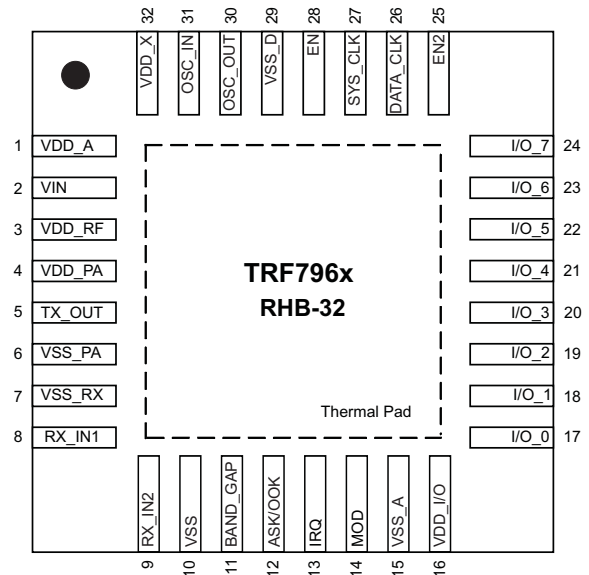 32 31 30 29 28 27 26 25
VDD_X OSC_IN OSC_OUT VSS_D EN SYS_CLK DATA_CLK EN2
1 VDD_A
2 VIN
3 VDD_RF
4 VDD_PA
5 TX_OUT
6 VSS_PA
7 VSS_RX
8 RX_IN1
TRF796x
RHB-32
Thermal Pad
I/O_7 24
I/O_6 23
I/O_5 22
I/O_4 21
I/O_3 20
I/O_2 19
I/O_1 18
I/O_0 17
RX_IN2 VSS BAND_GAP ASK/OOK IRQ MOD VSS_A VDD_I/O
9 10 11 12 13 14 15 16